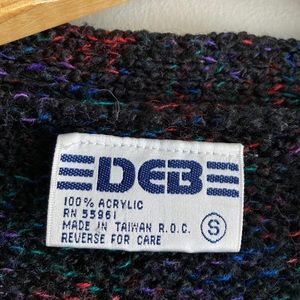 DEB
100% ACRYLIC
RN 55961
MADE IN TAIWAN R.O.C.
REVERSE FOR CARE
S